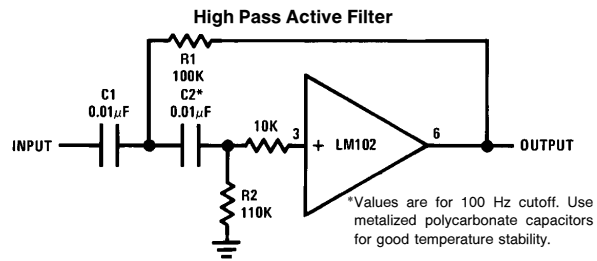 High Pass Active Filter
R1
100K
C1
0.01µF
C2*
0.01µF
10K
3
+
LM102
6
INPUT
OUTPUT
R2
110K
*Values are for 100 Hz cutoff. Use
metalized polycarbonate capacitors
for good temperature stability.